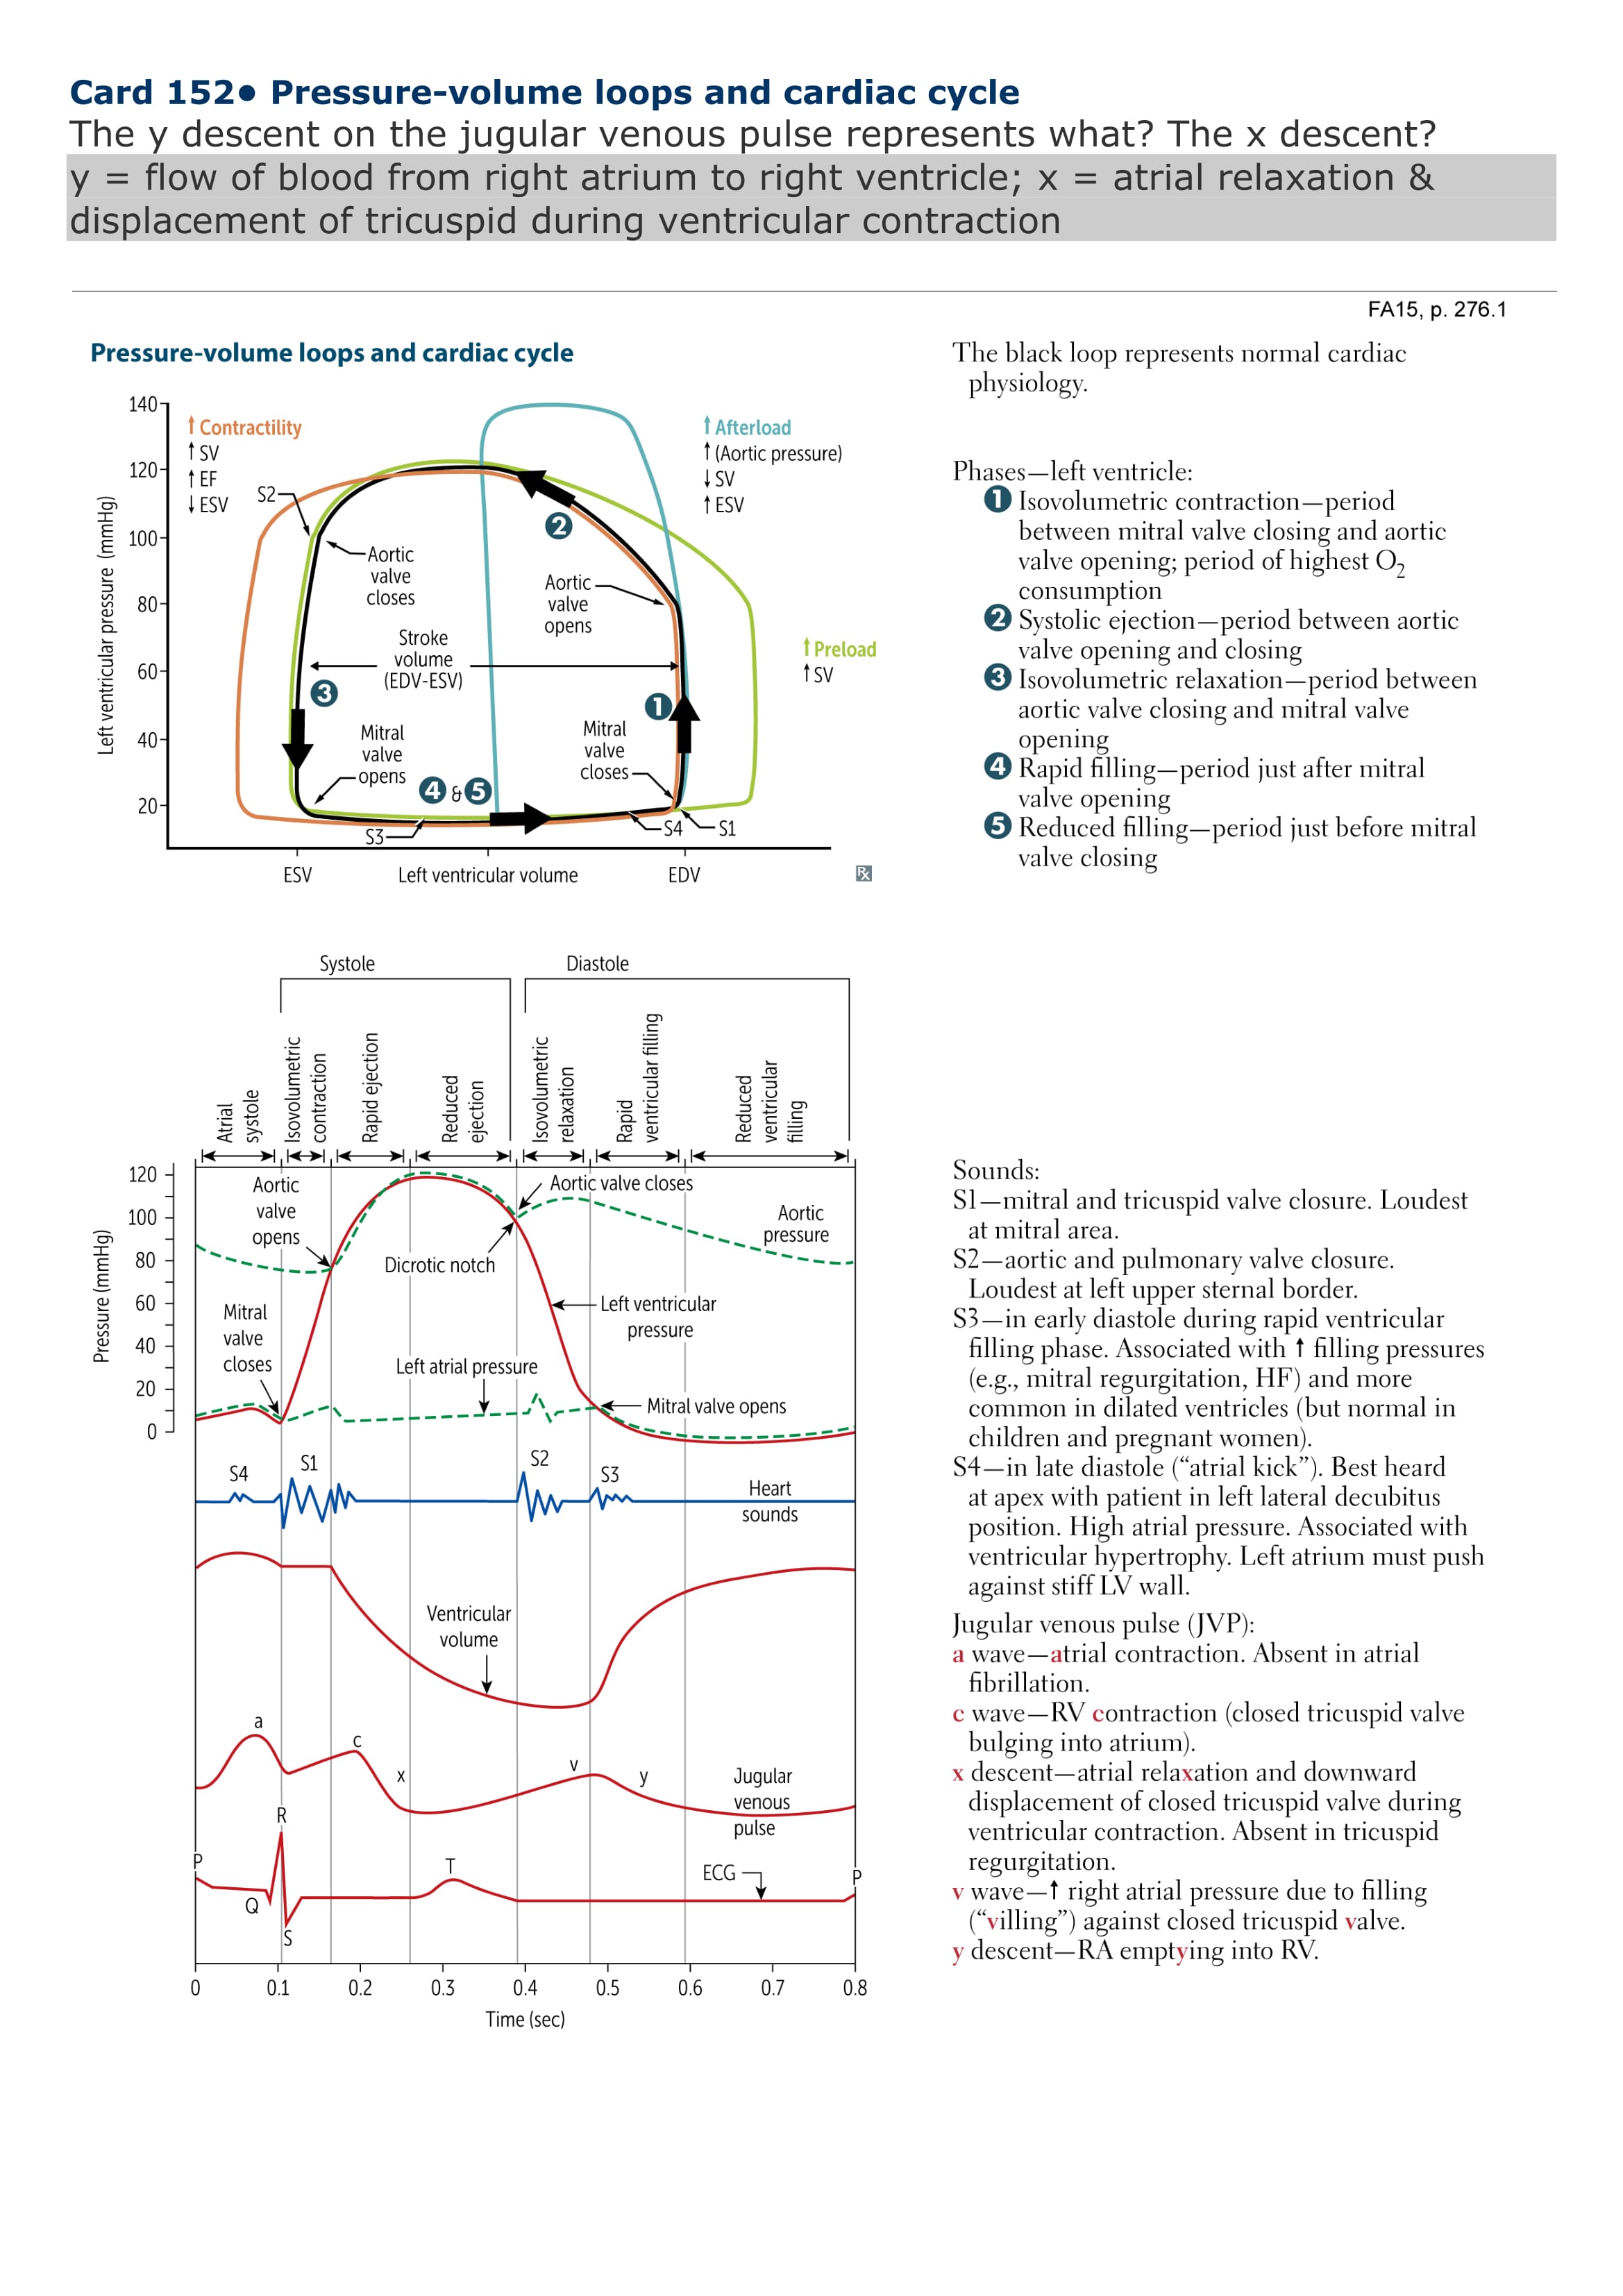 Card 152• Pressure-volume loops and cardiac cycle
The y descent on the jugular venous pulse represents what? The x descent?
y = flow of blood from right atrium to right ventricle; x = atrial relaxation &
displacement of tricuspid during ventricular contraction
FA15, p. 276.1
Pressure-volume loops and cardiac cycle
140
120
100
80
60
40
20
Left ventricular pressure (mmHg)
↑ Contractility
↑ SV
↑ EF
↓ ESV
S2
Aortic
valve
closes
↑ Afterload
↑ (Aortic pressure)
↓ SV
↑ ESV
2
Aortic
valve
opens
Stroke
volume
(EDV-ESV)
↑ Preload
↑ SV
3
1
Mitral
valve
opens
4 & 5
Mitral
valve
closes
S3
S4
S1
ESV
Left ventricular volume
EDV
Rx
The black loop represents normal cardiac
physiology.
Phases—left ventricle:
1 Isovolumetric contraction—period
between mitral valve closing and aortic
valve opening; period of highest O2
consumption
2 Systolic ejection—period between aortic
valve opening and closing
3 Isovolumetric relaxation—period between
aortic valve closing and mitral valve
opening
4 Rapid filling—period just after mitral
valve opening
5 Reduced filling—period just before mitral
valve closing
Systole
Diastole
Atrial
systole
Isovolumetric
contraction
Rapid ejection
Reduced
ejection
Isovolumetric
relaxation
Rapid
ventricular filling
Reduced
ventricular
filling
120
100
80
60
40
20
0
Pressure (mmHg)
Aortic
valve
opens
Aortic valve closes
Dicrotic notch
Aortic
pressure
Mitral
valve
closes
Left ventricular
pressure
Left atrial pressure
Mitral valve opens
S4
S1
S2
S3
Heart
sounds
Ventricular
volume
a
c
x
v
y
Jugular
venous
pulse
P
Q
R
S
T
ECG
P
0
0.1
0.2
0.3
0.4
0.5
0.6
0.7
0.8
Time (sec)
Sounds:
S1—mitral and tricuspid valve closure. Loudest
at mitral area.
S2—aortic and pulmonary valve closure.
Loudest at left upper sternal border.
S3—in early diastole during rapid ventricular
filling phase. Associated with ↑ filling pressures
(e.g., mitral regurgitation, HF) and more
common in dilated ventricles (but normal in
children and pregnant women).
S4—in late diastole (“atrial kick”). Best heard
at apex with patient in left lateral decubitus
position. High atrial pressure. Associated with
ventricular hypertrophy. Left atrium must push
against stiff LV wall.
Jugular venous pulse (JVP):
a wave—atrial contraction. Absent in atrial
fibrillation.
c wave—RV contraction (closed tricuspid valve
bulging into atrium).
x descent—atrial relaxation and downward
displacement of closed tricuspid valve during
ventricular contraction. Absent in tricuspid
regurgitation.
v wave—↑ right atrial pressure due to filling
(“villing”) against closed tricuspid valve.
y descent—RA emptying into RV.